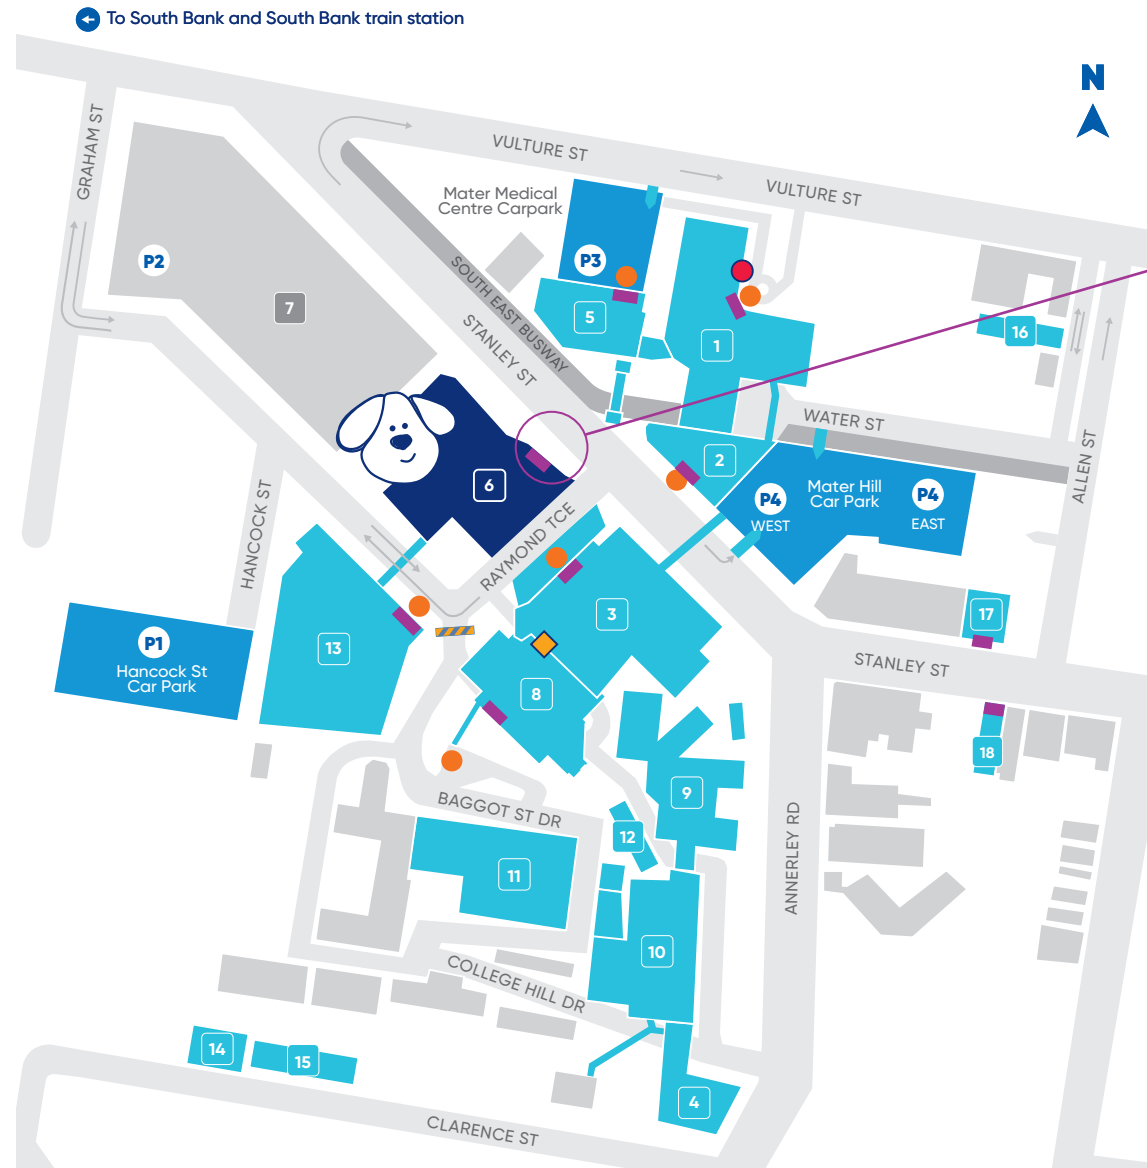 To South Bank and South Bank train station
N
GRAHAM ST
VULTURE ST
VULTURE ST
Mater Medical
Centre Carpark
P2
P3
7
SOUTH EAST BUSWAY
STANLEY ST
5
1
16
WATER ST
ALLEN ST
2
6
P4
WEST
Mater Hill
Car Park
P4
EAST
HANCOCK ST
RAYMOND TCE
3
17
P1
Hancock St
Car Park
13
STANLEY ST
8
18
9
BAGGOT ST DR
12
ANNERLEY RD
11
10
COLLEGE HILL DR
14
15
4
CLARENCE ST